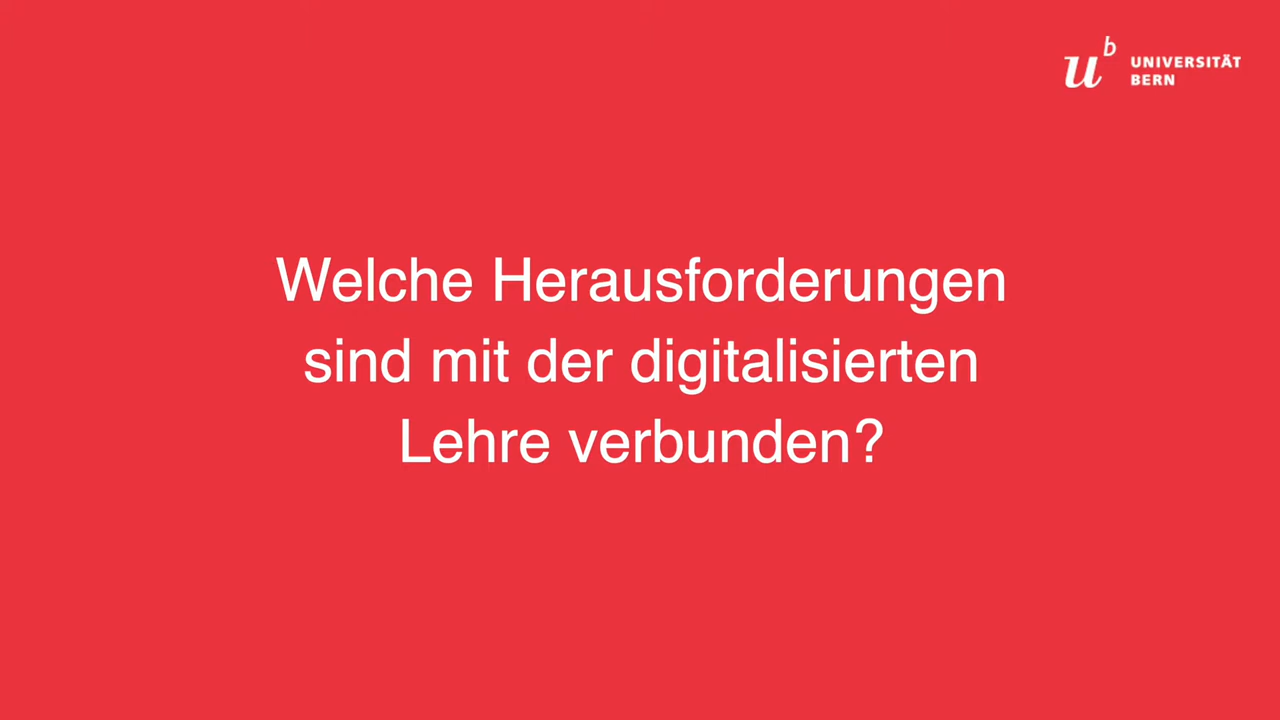 u
b
UNIVERSITÄT
BERN
Welche Herausforderungen
sind mit der digitalisierten
Lehre verbunden?